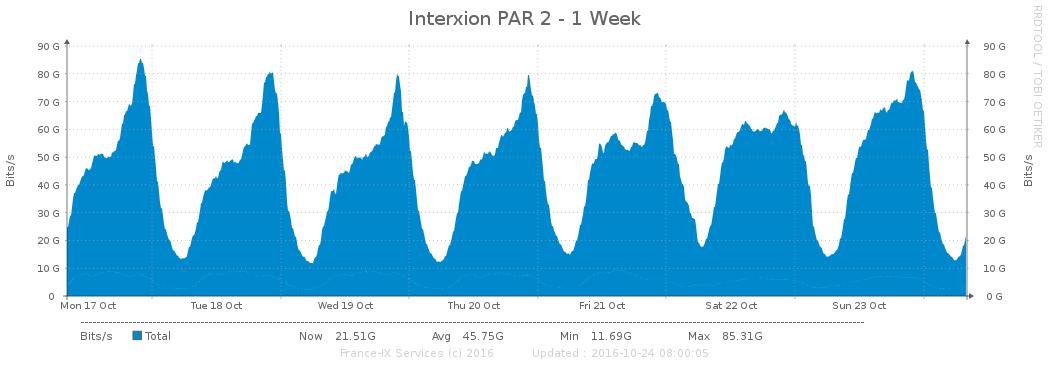 Interxion PAR 2 - 1 Week
RRDTOOL / TOBI OETIKER
Bits/s
90 G 90 G
80 G 80 G
70 G 70 G
60 G 60 G
50 G 50 G
40 G 40 G
30 G 30 G
20 G 20 G
10 G 10 G
0 0 G
Bits/s
Mon 17 Oct Tue 18 Oct Wed 19 Oct Thu 20 Oct Fri 21 Oct Sat 22 Oct Sun 23 Oct
Bits/s Total Now 21.51G Avg 45.75G Min 11.69G Max 85.31G
France-IX Services (c) 2016 Updated : 2016-10-24 08:00:05